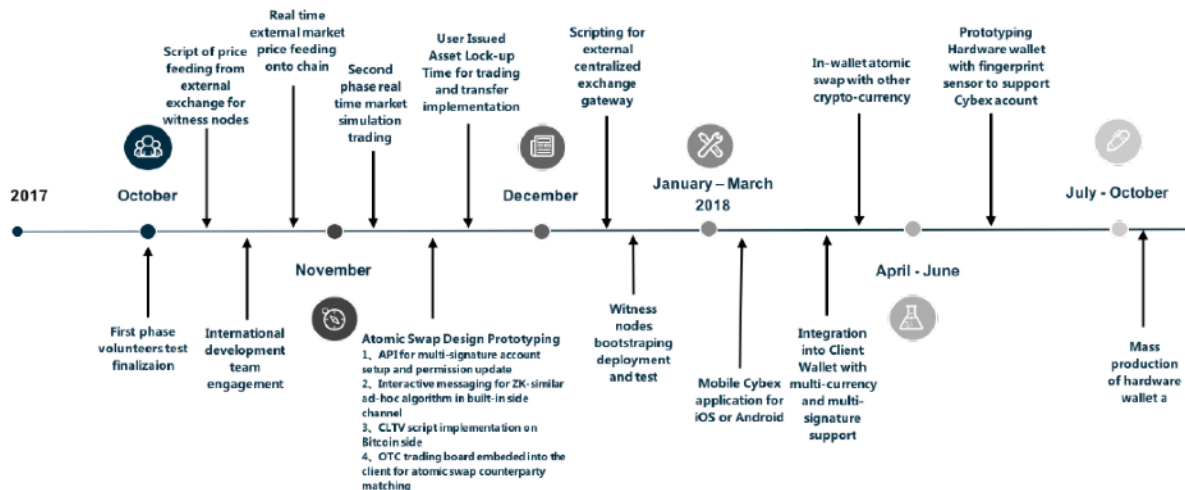 Script of price
feeding from
external
exchange for
witness nodes
Real time
external market
price feeding
onto chain
Second
phase real
time market
simulation
trading
User Issued
Asset Lock-up
Time for trading
and transfer
implementation
Scripting for
external
centralized
exchange
gateway
In-wallet atomic
swap with other
crypto-currency
Prototyping
Hardware wallet
with fingerprint
sensor to support
Cybex acount
2017
October
November
December
January – March
2018
April - June
July - October
First phase
volunteers test
finalizaion
International
development
team
engagement
Atomic Swap Design Prototyping
1、API for multi-signature account
setup and permission update
2、Interactive messaging for ZK-similar
ad-hoc algorithm in built-in side
channel
3、CLTV script implementation on
Bitcoin side
4、OTC trading board embeded into the
client for atomic swap counterparty
matching
Witness
nodes
bootstraping
deployment
and test
Mobile Cybex
application for
iOS or Android
Integration
into Client
Wallet with
multi-currency
and multi-
signature
support
Mass
production
of hardware
wallet a